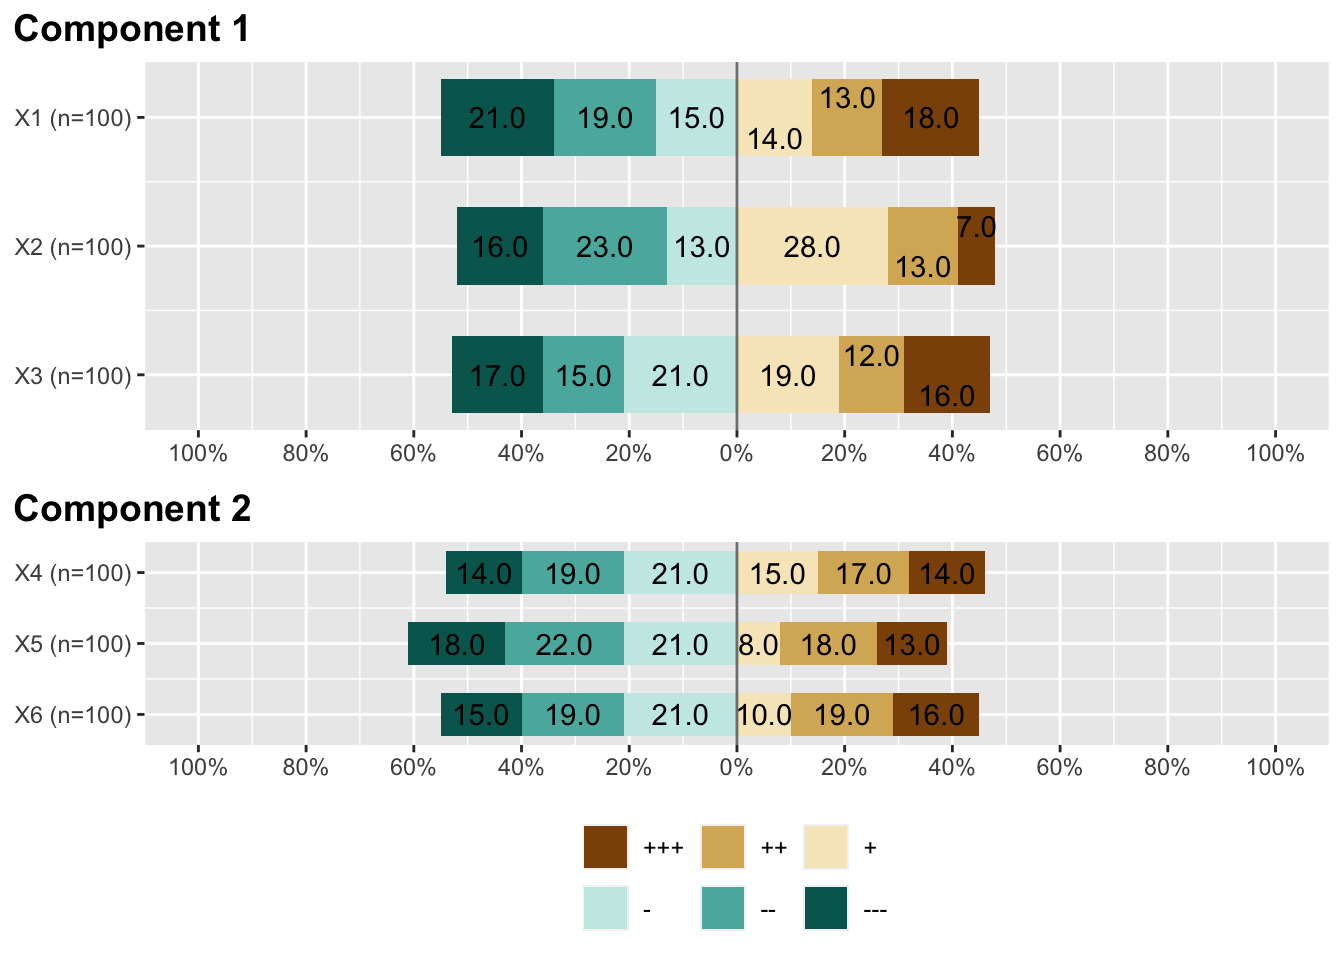 Component 1
X1 (n=100) 21.0 19.0 15.0 14.0 13.0 18.0
X2 (n=100) 16.0 23.0 13.0 28.0 13.0 7.0
X3 (n=100) 17.0 15.0 21.0 19.0 12.0 16.0
100% 80% 60% 40% 20% 0% 20% 40% 60% 80% 100%
Component 2
X4 (n=100) 14.0 19.0 21.0 15.0 17.0 14.0
X5 (n=100) 18.0 22.0 21.0 8.0 18.0 13.0
X6 (n=100) 15.0 19.0 21.0 10.0 19.0 16.0
100% 80% 60% 40% 20% 0% 20% 40% 60% 80% 100%
+++ ++ +
- -- ---